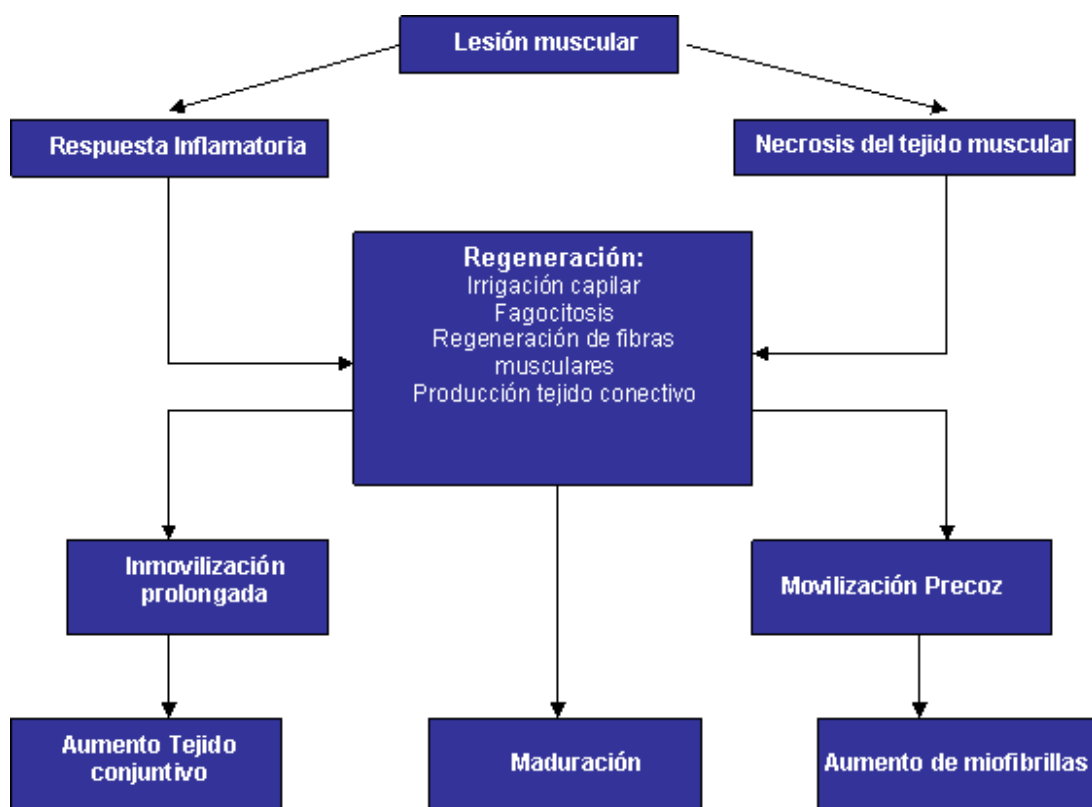 Lesión muscular
Respuesta Inflamatoria
Necrosis del tejido muscular
Regeneración:
Irrigación capilar
Fagocitosis
Regeneración de fibras
musculares
Producción tejido conectivo
Inmovilización
prolongada
Movilización Precoz
Aumento Tejido
conjuntivo
Maduración
Aumento de miofibrillas